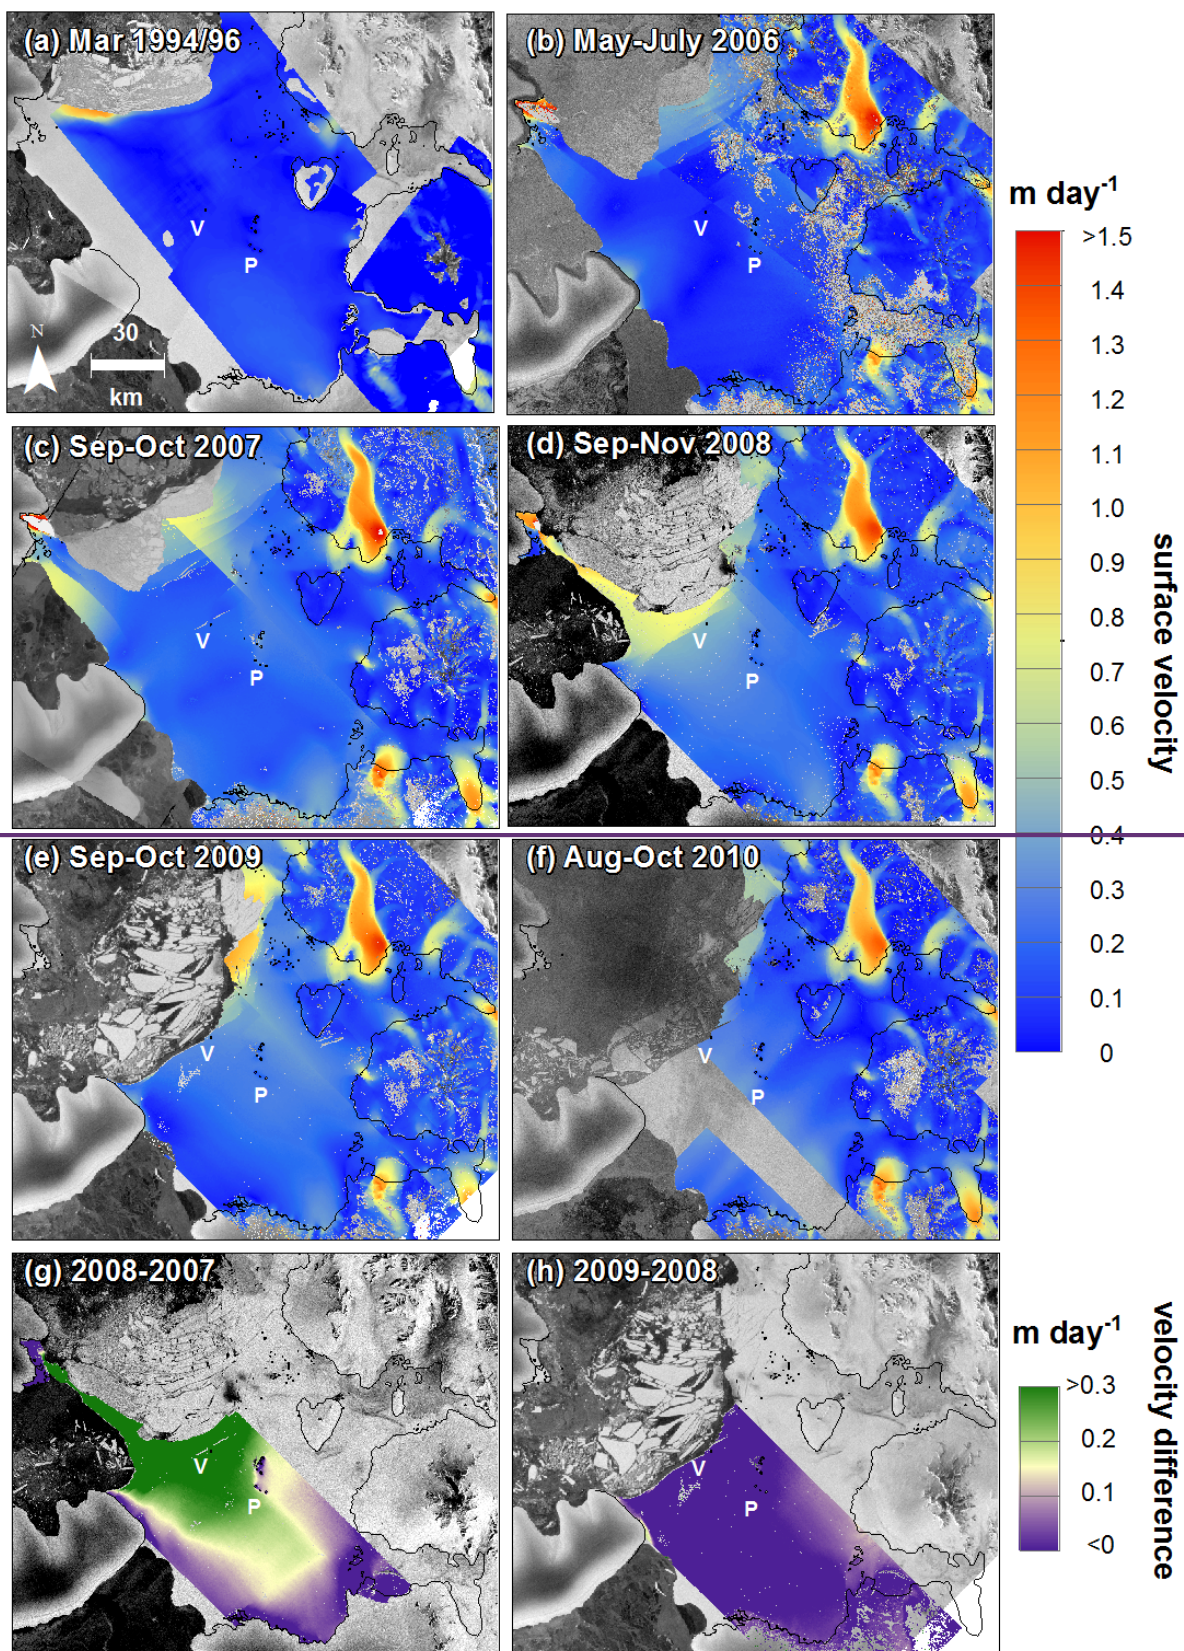 (a) Mar 1994/96
(b) May-July 2006
V
P
N
30
km
V
P
(c) Sep-Oct 2007
(d) Sep-Nov 2008
V
P
V
P
(e) Sep-Oct 2009
(f) Aug-Oct 2010
V
P
V
P
(g) 2008-2007
(h) 2009-2008
V
P
V
P
m day-1
>1.5
1.4
1.3
1.2
1.1
1.0
0.9
0.8
0.7
0.6
0.5
0.4
0.3
0.2
0.1
0
surface velocity
m day-1
>0.3
0.2
0.1
<0
velocity difference